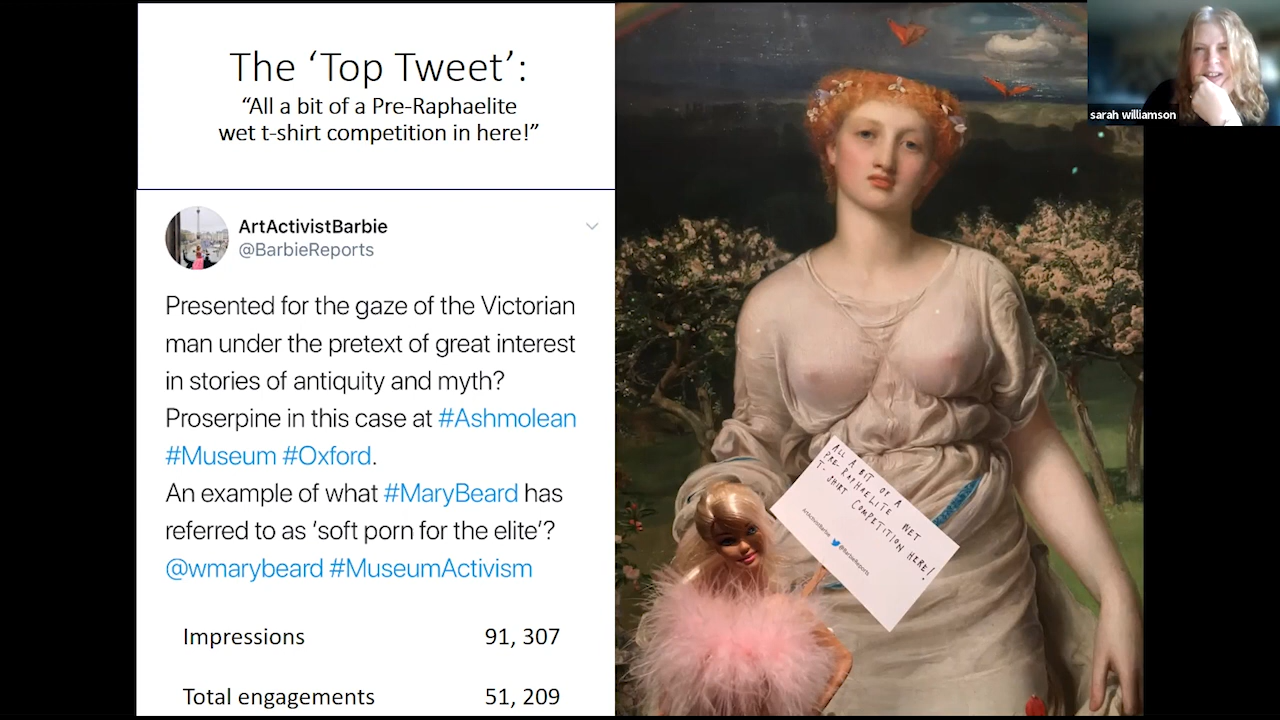 The ‘Top Tweet’:
“All a bit of a Pre-Raphaelite
wet t-shirt competition in here!”
ArtActivistBarbie
@BarbieReports
Presented for the gaze of the Victorian
man under the pretext of great interest
in stories of antiquity and myth?
Proserpine in this case at #Ashmolean
#Museum #Oxford.
An example of what #MaryBeard has
referred to as ‘soft porn for the elite’?
@wmarybeard #MuseumActivism
Impressions 91, 307
Total engagements 51, 209
ALL A BIT OF A
PRE-RAPHAELITE WET
T-SHIRT COMPETITION HERE!
ArtActivistBarbie @BarbieReports
sarah williamson